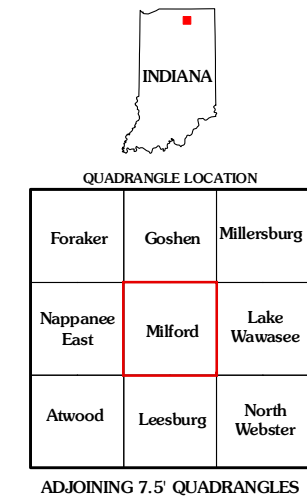 INDIANA
QUADRANGLE LOCATION
Foraker
Goshen
Millersburg
Nappanee
East
Milford
Lake
Wawasee
Atwood
Leesburg
North
Webster
ADJOINING 7.5' QUADRANGLES